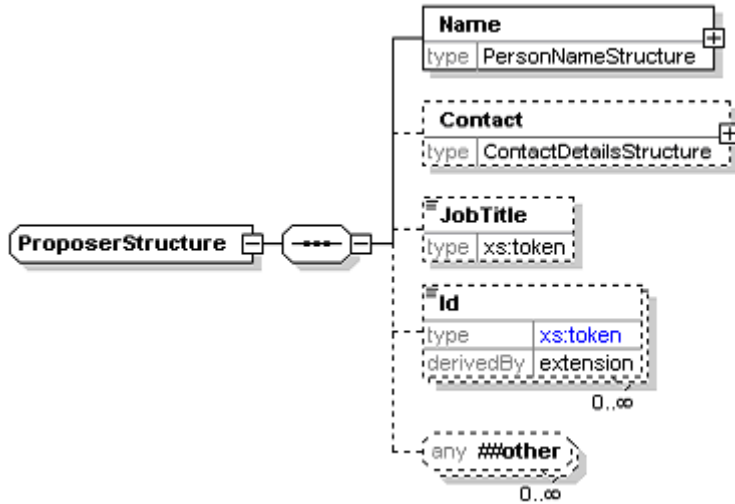 Name
type PersonNameStructure
Contact
type ContactDetailsStructure
ProposerStructure
JobTitle
type xs:token
Id
type xs:token
derivedBy extension
0..∞
any ##other
0..∞